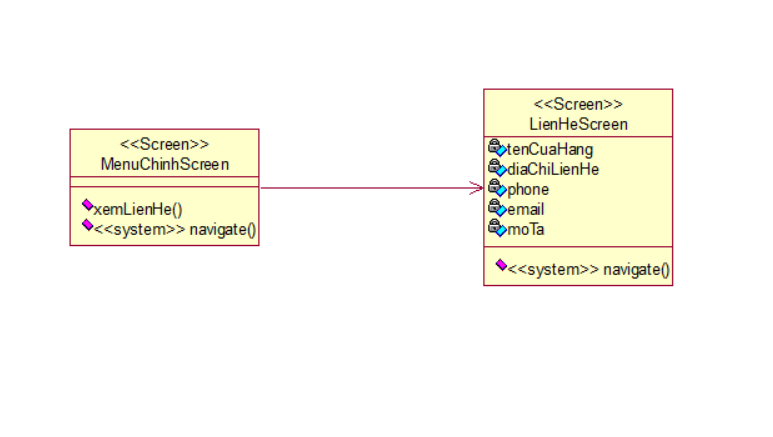 <<Screen>>
MenuChinhScreen
xemLienHe()
<<system>> navigate()
<<Screen>>
LienHeScreen
tenCuaHang
diaChiLienHe
phone
email
moTa
<<system>> navigate()